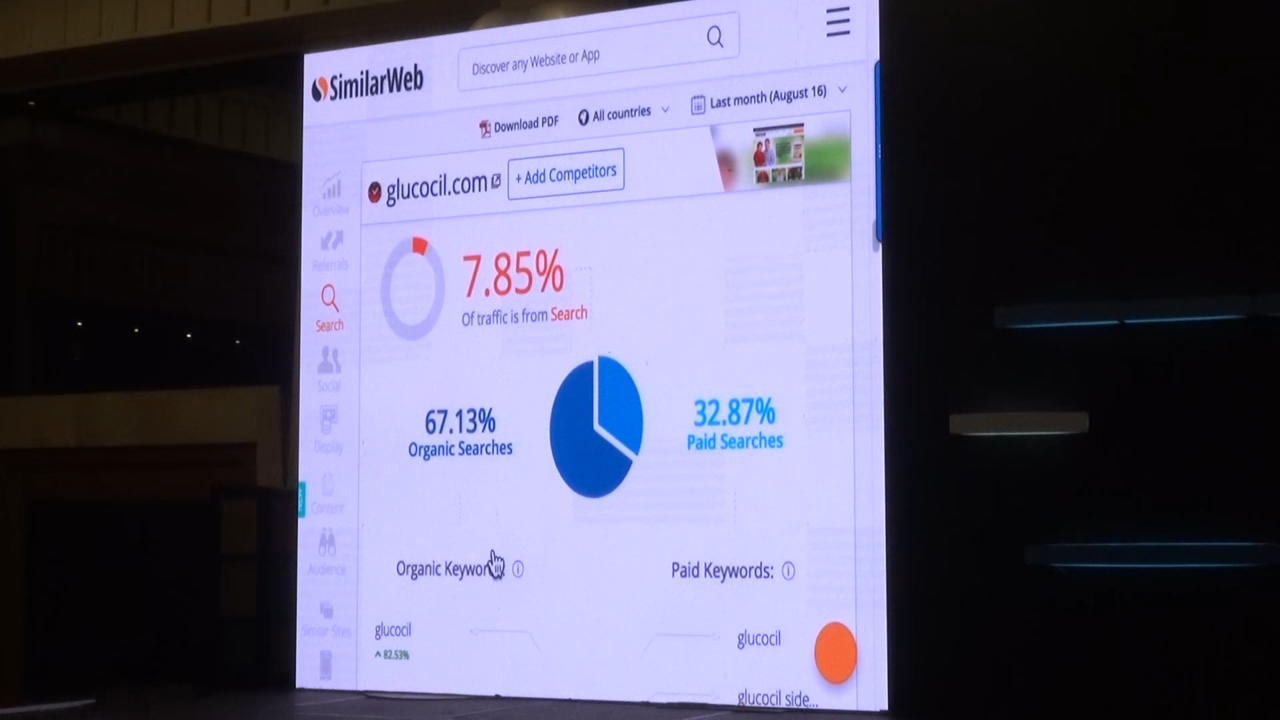 SimilarWeb
Discover any Website or App
Download PDF
All countries
Last month (August 16)
glucocil.com
+ Add Competitors
Overview
Referrals
Search
Social
Display
Content
Audience
Similar Sites
7.85%
Of traffic is from Search
67.13%
Organic Searches
32.87%
Paid Searches
Organic Keywor
Paid Keywords:
glucocil
82.53%
glucocil
glucocil side...